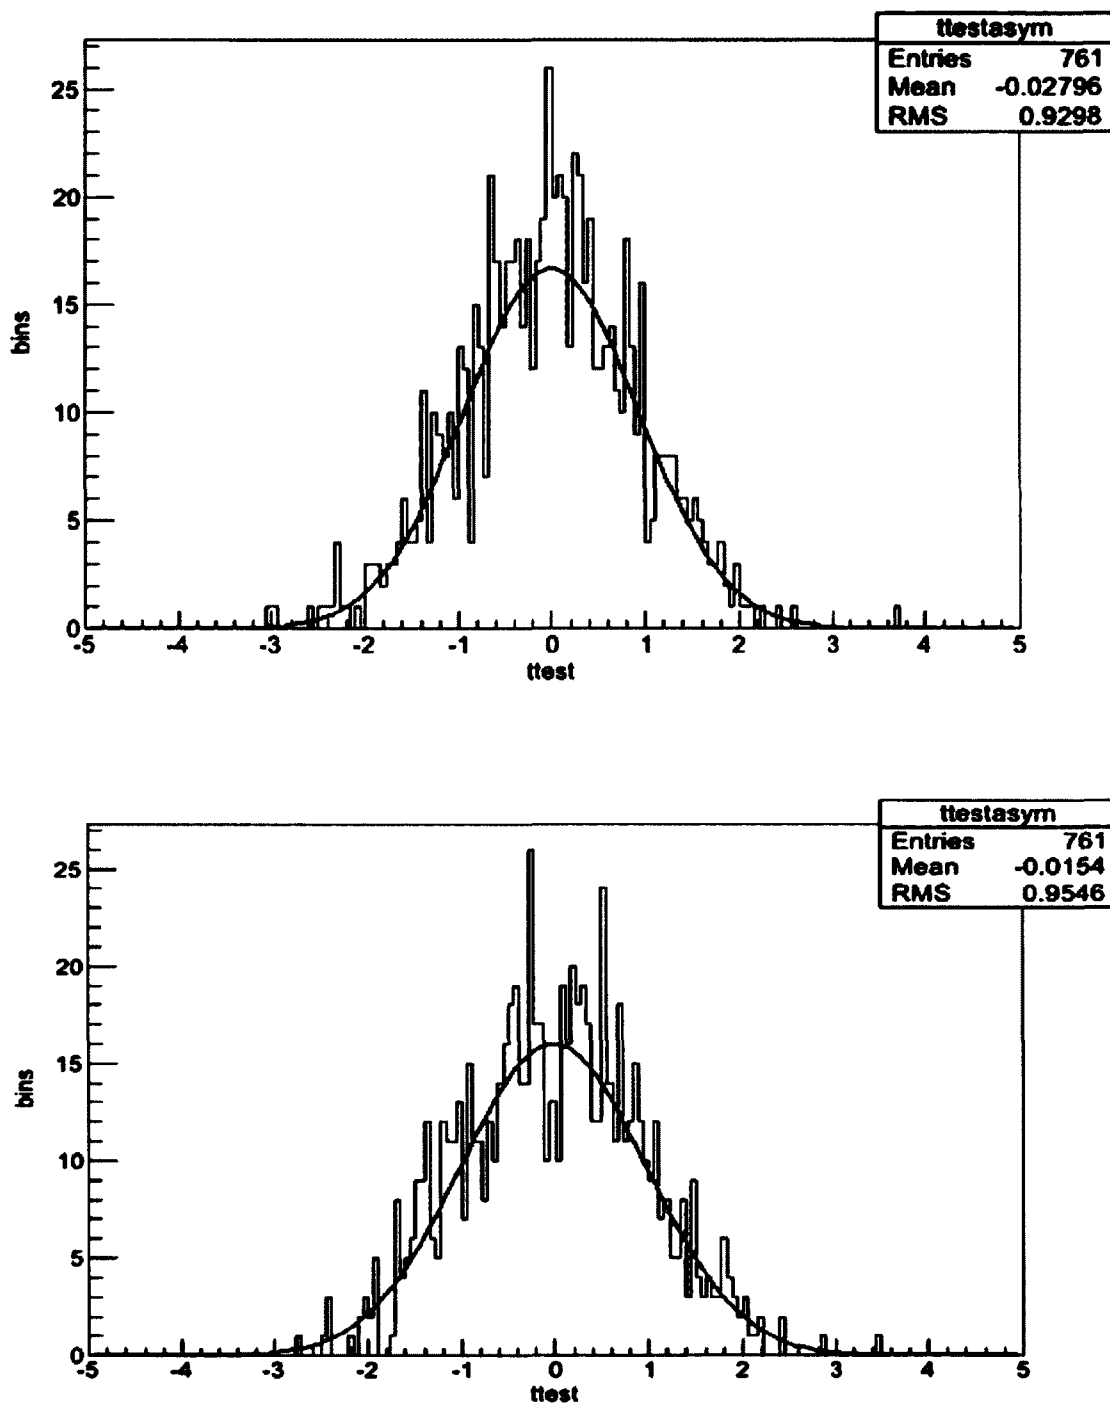 ttestasym
Entries 761
Mean -0.02796
RMS 0.9298
25
20
15
10
5
0
bins
-5 -4 -3 -2 -1 0 1 2 3 4 5
ttest
ttestasym
Entries 761
Mean -0.0154
RMS 0.9546
25
20
15
10
5
0
bins
-5 -4 -3 -2 -1 0 1 2 3 4 5
ttest